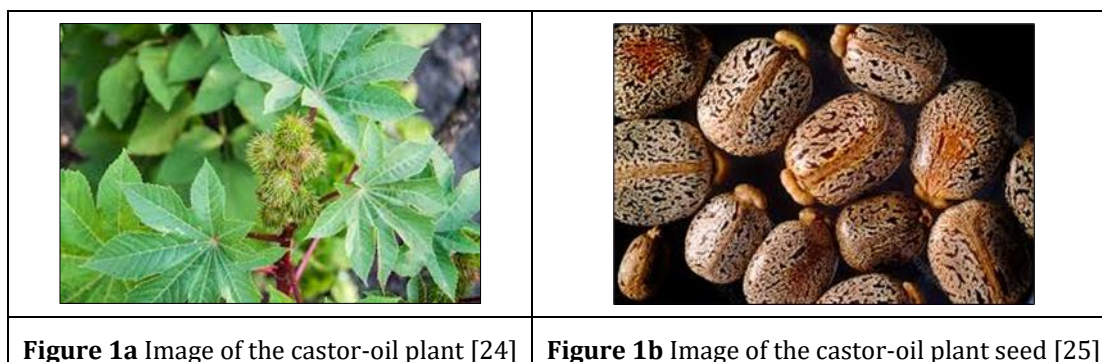 Figure 1a Image of the castor-oil plant [24]
Figure 1b Image of the castor-oil plant seed [25]